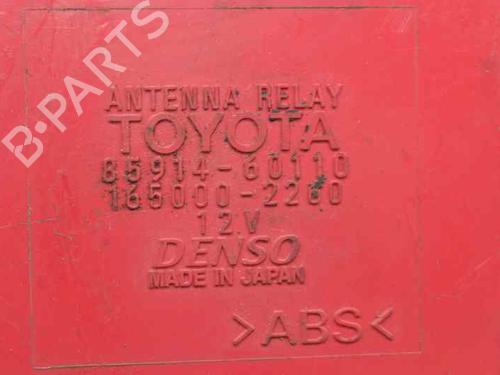 B-PARTS
ANTENNA RELAY
TOYOTA
85914-60110
165000-2200
12V
DENSO
MADE IN JAPAN
>ABS<